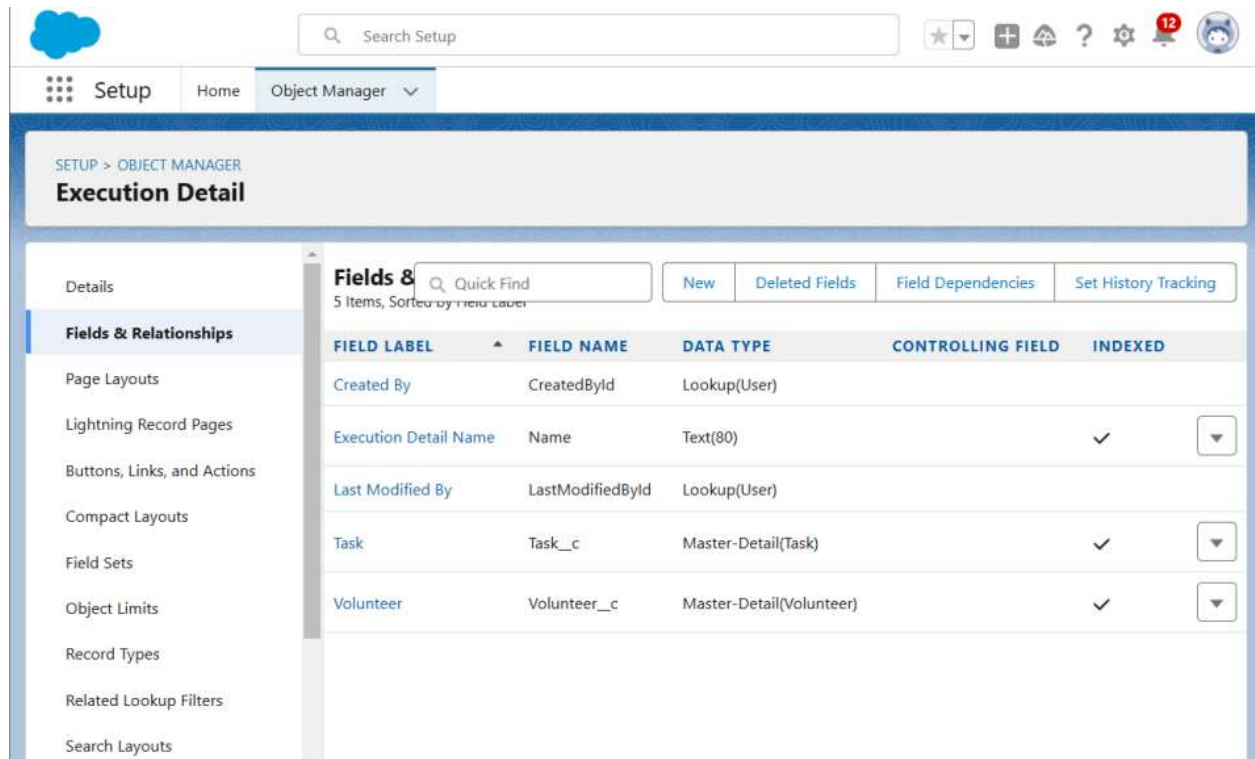 Search Setup
12
Setup Home Object Manager
SETUP > OBJECT MANAGER
Execution Detail
Details
Fields & Relationships
Page Layouts
Lightning Record Pages
Buttons, Links, and Actions
Compact Layouts
Field Sets
Object Limits
Record Types
Related Lookup Filters
Search Layouts
Fields & Quick Find New Deleted Fields Field Dependencies Set History Tracking
5 Items, Sorted by Field Label
FIELD LABEL FIELD NAME DATA TYPE CONTROLLING FIELD INDEXED
Created By CreatedById Lookup(User)
Execution Detail Name Name Text(80)
Last Modified By LastModifiedById Lookup(User)
Task Task__c Master-Detail(Task)
Volunteer Volunteer__c Master-Detail(Volunteer)